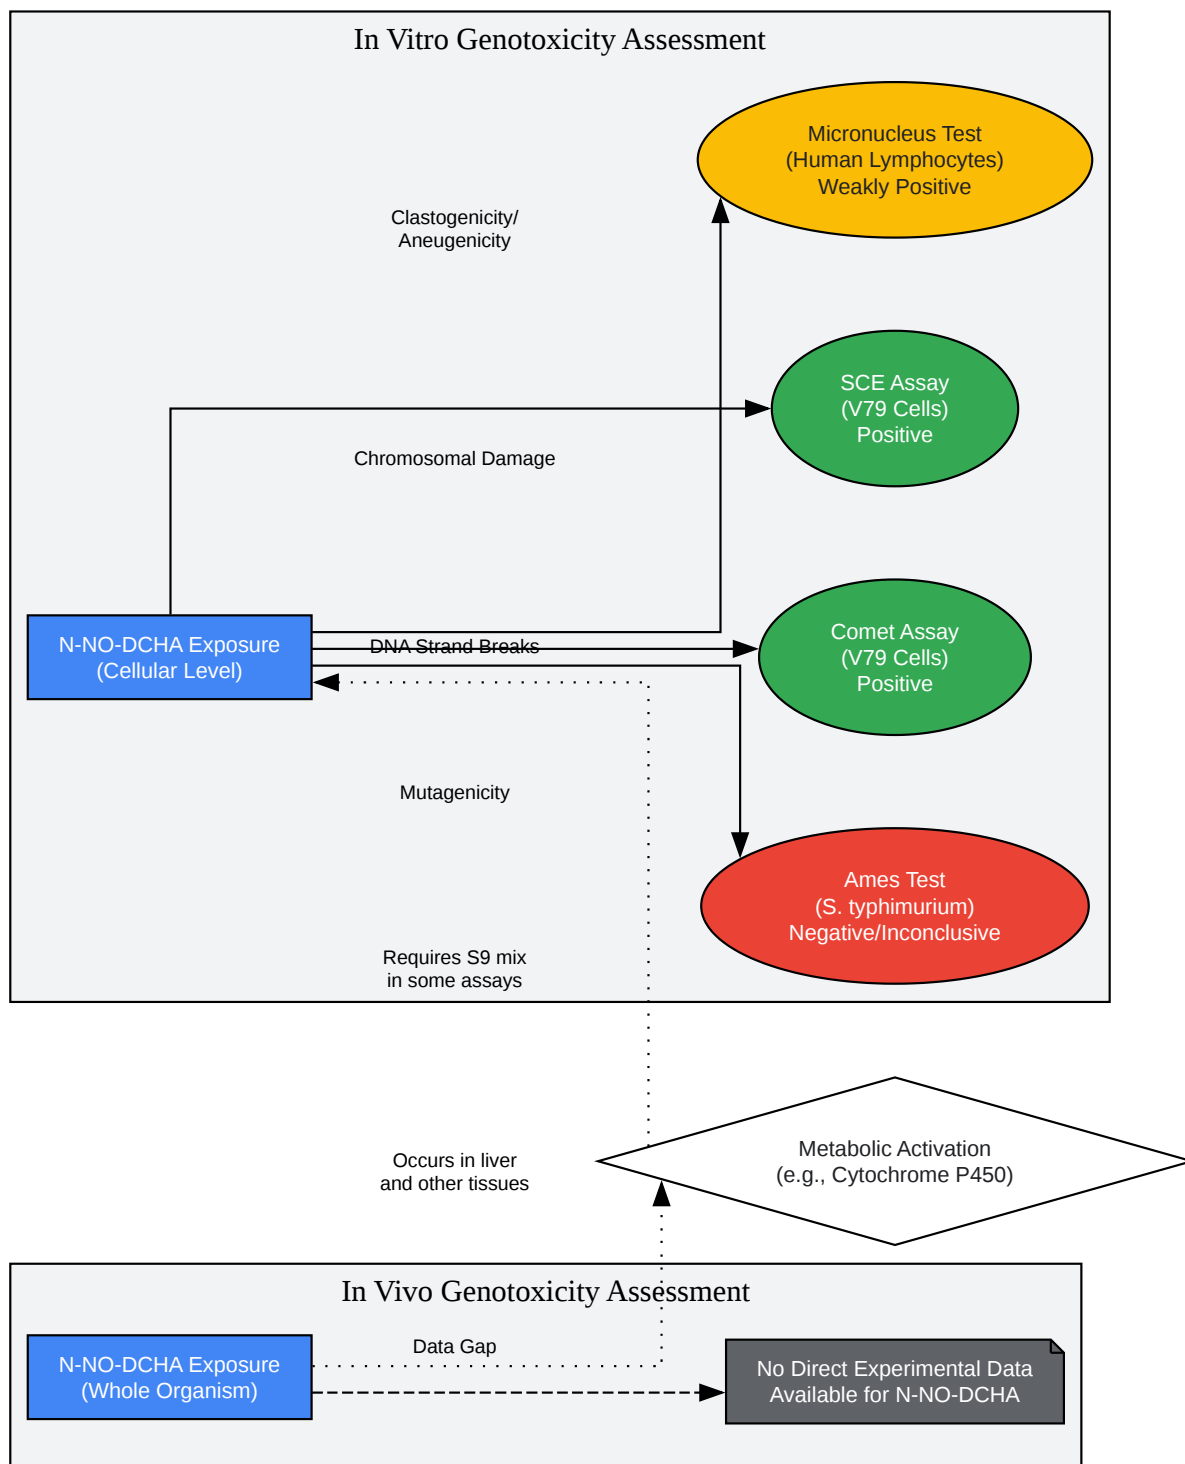 In Vitro Genotoxicity Assessment
Micronucleus Test
(Human Lymphocytes)
Weakly Positive
Clastogenicity/
Aneugenicity
SCE Assay
(V79 Cells)
Positive
Chromosomal Damage
N-NO-DCHA Exposure
(Cellular Level)
DNA Strand Breaks
Comet Assay
(V79 Cells)
Positive
Mutagenicity
Ames Test
(S. typhimurium)
Negative/Inconclusive
Requires S9 mix
in some assays
Metabolic Activation
(e.g., Cytochrome P450)
Occurs in liver
and other tissues
In Vivo Genotoxicity Assessment
N-NO-DCHA Exposure
(Whole Organism)
Data Gap
No Direct Experimental Data
Available for N-NO-DCHA